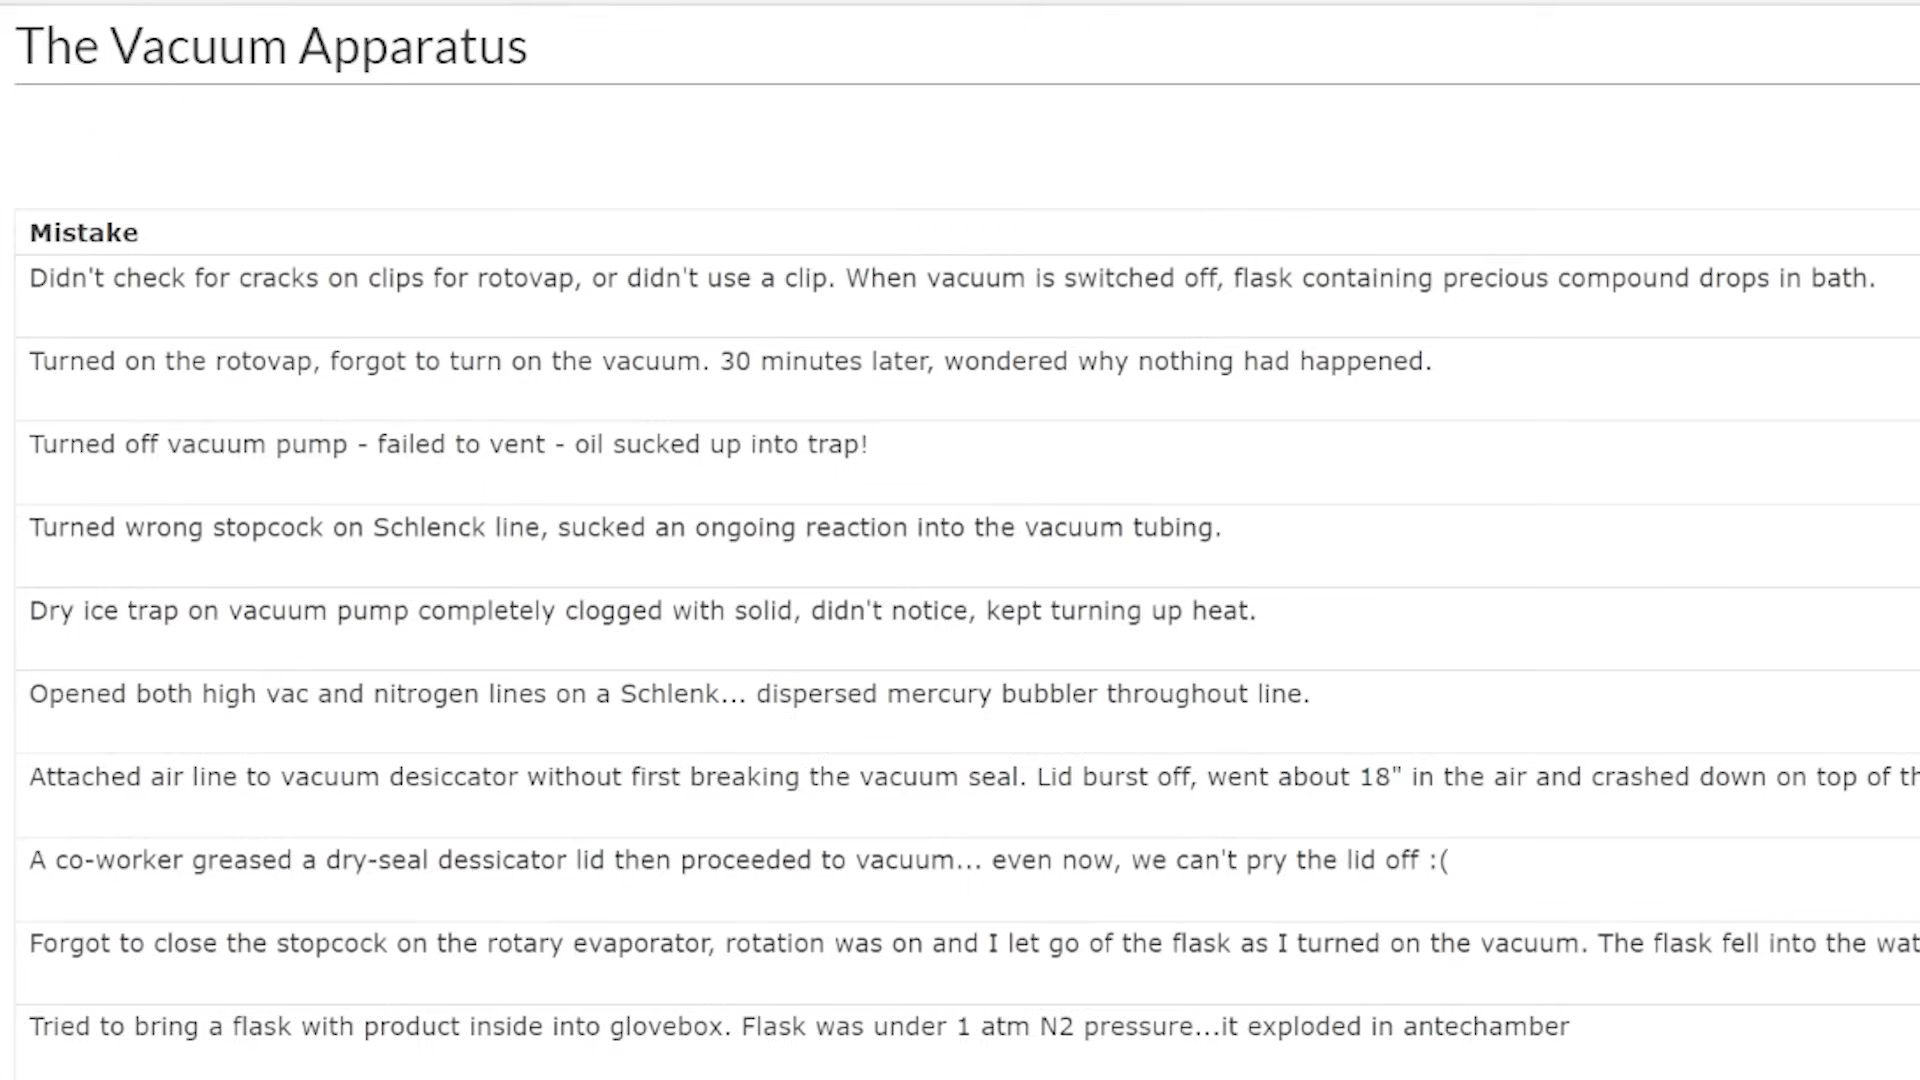 The Vacuum Apparatus
Mistake
Didn't check for cracks on clips for rotovap, or didn't use a clip. When vacuum is switched off, flask containing precious compound drops in bath.
Turned on the rotovap, forgot to turn on the vacuum. 30 minutes later, wondered why nothing had happened.
Turned off vacuum pump - failed to vent - oil sucked up into trap!
Turned wrong stopcock on Schlenck line, sucked an ongoing reaction into the vacuum tubing.
Dry ice trap on vacuum pump completely clogged with solid, didn't notice, kept turning up heat.
Opened both high vac and nitrogen lines on a Schlenk... dispersed mercury bubbler throughout line.
Attached air line to vacuum desiccator without first breaking the vacuum seal. Lid burst off, went about 18" in the air and crashed down on top of th
A co-worker greased a dry-seal dessicator lid then proceeded to vacuum... even now, we can't pry the lid off :(
Forgot to close the stopcock on the rotary evaporator, rotation was on and I let go of the flask as I turned on the vacuum. The flask fell into the wat
Tried to bring a flask with product inside into glovebox. Flask was under 1 atm N2 pressure...it exploded in antechamber